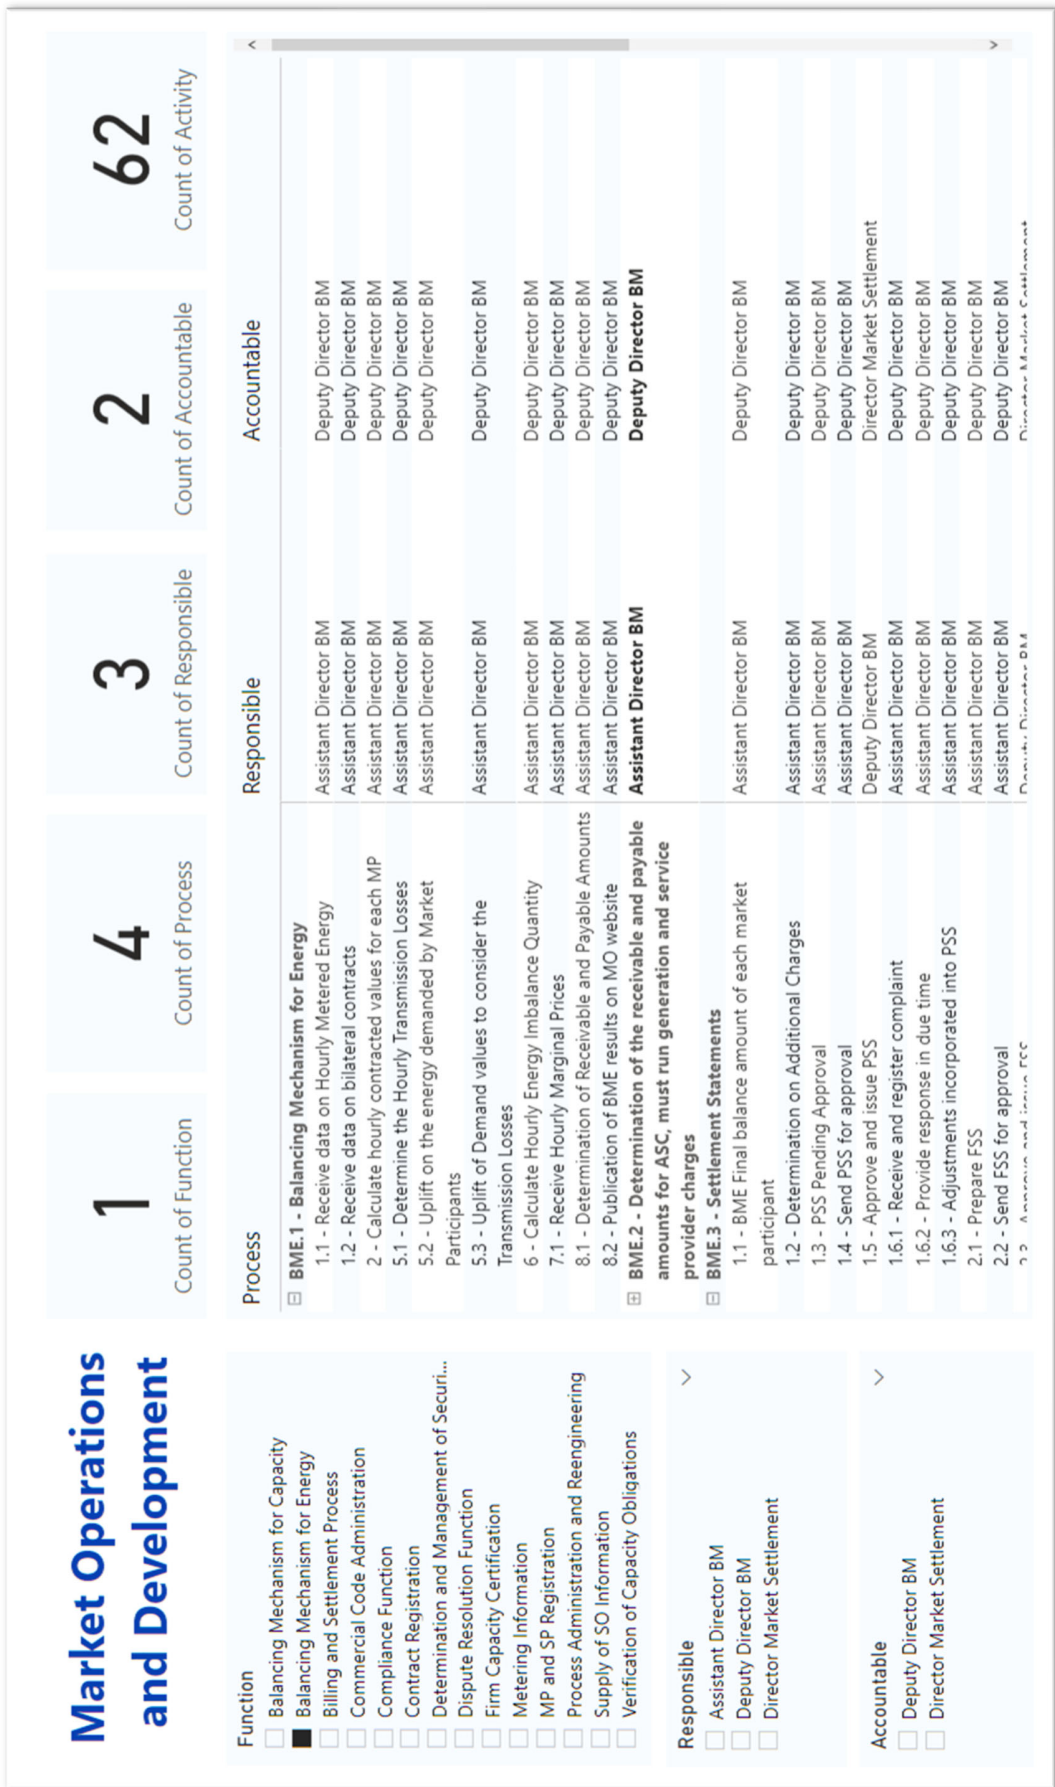 Market Operations
and Development
1
Count of Function
4
Count of Process
3
Count of Responsible
2
Count of Accountable
62
Count of Activity
Function
Balancing Mechanism for Capacity
Balancing Mechanism for Energy
Billing and Settlement Process
Commercial Code Administration
Compliance Function
Contract Registration
Determination and Management of Securi...
Dispute Resolution Function
Firm Capacity Certification
Metering Information
MP and SP Registration
Process Administration and Reengineering
Supply of SO Information
Verification of Capacity Obligations
Responsible
Assistant Director BM
Deputy Director BM
Director Market Settlement
Accountable
Deputy Director BM
Director Market Settlement
Process Responsible Accountable
BME.1 - Balancing Mechanism for Energy
1.1 - Receive data on Hourly Metered Energy Assistant Director BM Deputy Director BM
1.2 - Receive data on bilateral contracts Assistant Director BM Deputy Director BM
2 - Calculate hourly contracted values for each MP Assistant Director BM Deputy Director BM
5.1 - Determine the Hourly Transmission Losses Assistant Director BM Deputy Director BM
5.2 - Uplift on the energy demanded by Market Assistant Director BM Deputy Director BM
Participants
5.3 - Uplift of Demand values to consider the Assistant Director BM Deputy Director BM
Transmission Losses
6 - Calculate Hourly Energy Imbalance Quantity Assistant Director BM Deputy Director BM
7.1 - Receive Hourly Marginal Prices Assistant Director BM Deputy Director BM
8.1 - Determination of Receivable and Payable Amounts Assistant Director BM Deputy Director BM
8.2 - Publication of BME results on MO website Assistant Director BM Deputy Director BM
BME.2 - Determination of the receivable and payable Assistant Director BM Deputy Director BM
amounts for ASC, must run generation and service
provider charges
BME.3 - Settlement Statements
1.1 - BME Final balance amount of each market Assistant Director BM Deputy Director BM
participant
1.2 - Determination on Additional Charges Assistant Director BM Deputy Director BM
1.3 - PSS Pending Approval Assistant Director BM Deputy Director BM
1.4 - Send PSS for approval Assistant Director BM Deputy Director BM
1.5 - Approve and issue PSS Deputy Director BM Director Market Settlement
1.6.1 - Receive and register complaint Assistant Director BM Deputy Director BM
1.6.2 - Provide response in due time Assistant Director BM Deputy Director BM
1.6.3 - Adjustments incorporated into PSS Assistant Director BM Deputy Director BM
2.1 - Prepare FSS Assistant Director BM Deputy Director BM
2.2 - Send FSS for approval Assistant Director BM Deputy Director BM